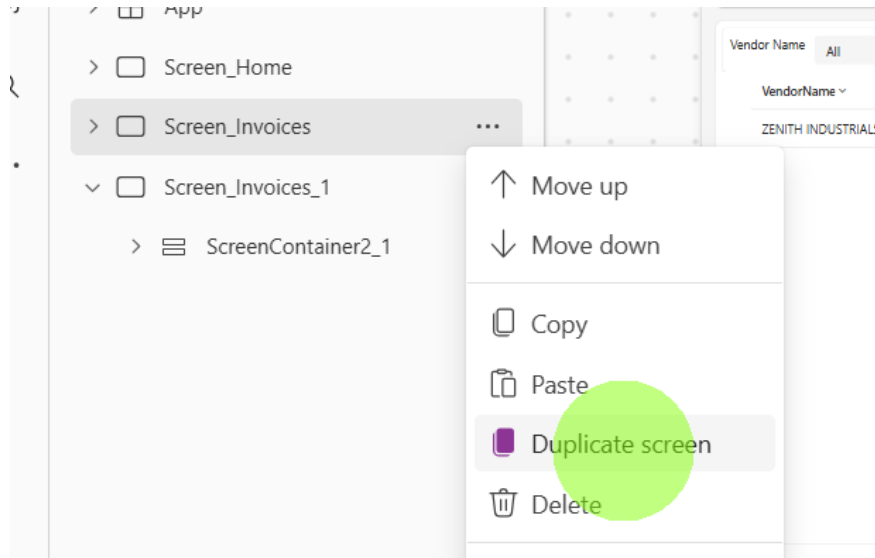 App
Screen_Home
Screen_Invoices
...
Screen_Invoices_1
ScreenContainer2_1
Move up
Move down
Copy
Paste
Duplicate screen
Delete
Vendor Name
All
VendorName
ZENITH INDUSTRIALS